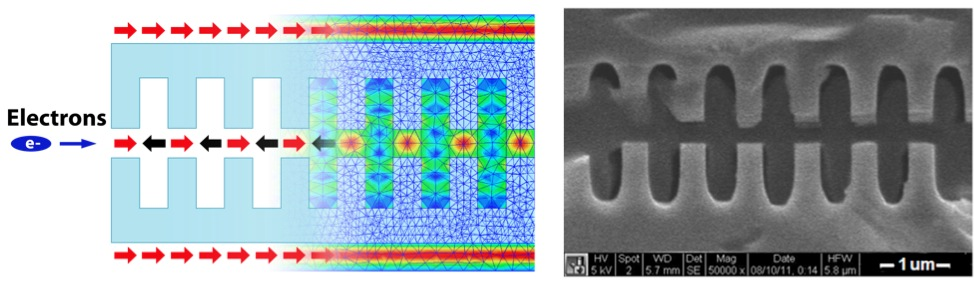 Electrons
e-
HV Spot WD Det Mag Date HFW
5 kV 2 5.7 mm SE 50000 x 08/10/11, 0:14 5.8 µm
1um